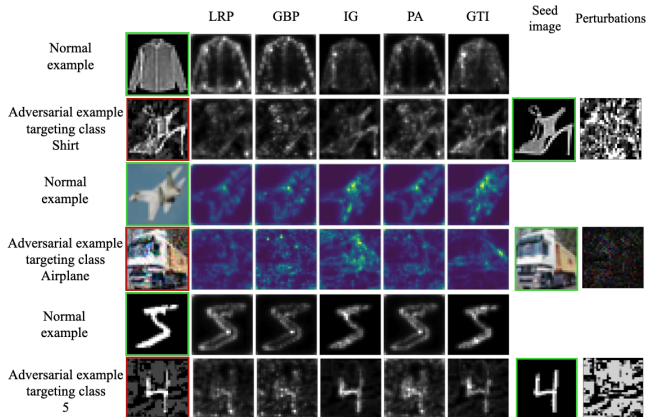 LRP GBP IG PA GTI Seed image Perturbations
Normal
example
Adversarial example
targeting class
Shirt
Normal
example
Adversarial example
targeting class
Airplane
Normal
example
Adversarial example
targeting class
5